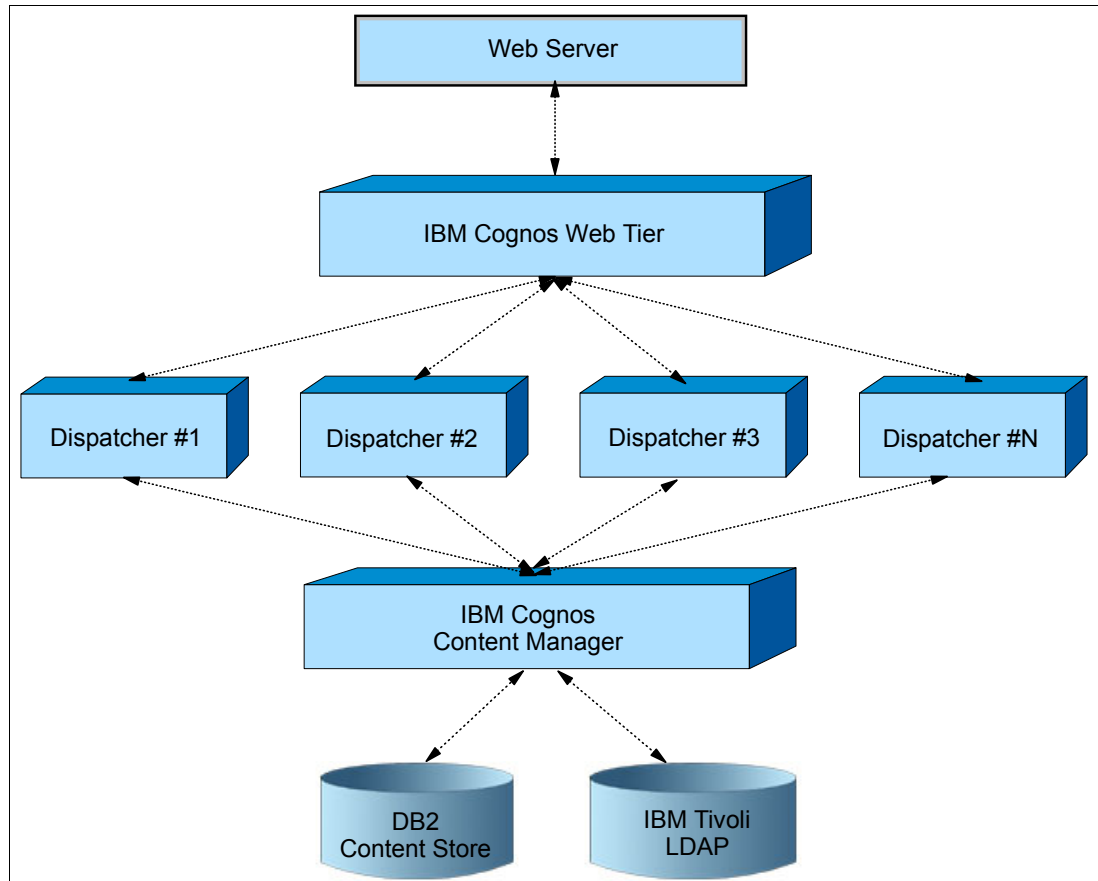 Web Server
IBM Cognos Web Tier
Dispatcher #1
Dispatcher #2
Dispatcher #3
Dispatcher #N
IBM Cognos
Content Manager
DB2
Content Store
IBM Tivoli
LDAP